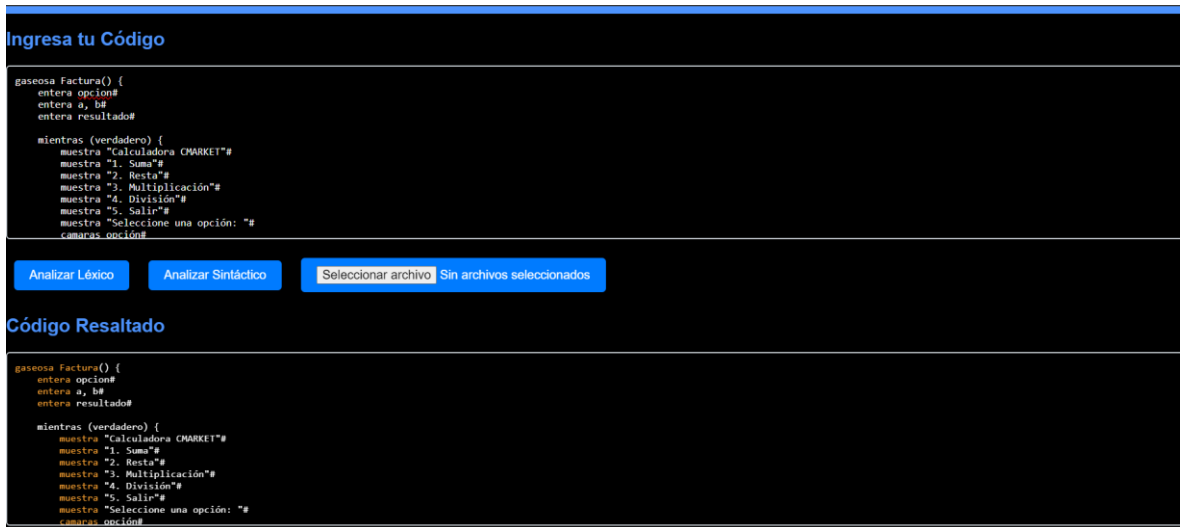 Ingresa tu Código
gaseosa Factura() {
    entera opcion#
    entera a, b#
    entera resultado#
    mientras (verdadero) {
        muestra "Calculadora CMARKET"#
        muestra "1. Suma"#
        muestra "2. Resta"#
        muestra "3. Multiplicación"#
        muestra "4. División"#
        muestra "5. Salir"#
        muestra "Seleccione una opción: "#
        camaras opción#
Analizar Léxico Analizar Sintáctico Seleccionar archivo Sin archivos seleccionados
Código Resaltado
gaseosa Factura() {
    entera opcion#
    entera a, b#
    entera resultado#
    mientras (verdadero) {
        muestra "Calculadora CMARKET"#
        muestra "1. Suma"#
        muestra "2. Resta"#
        muestra "3. Multiplicación"#
        muestra "4. División"#
        muestra "5. Salir"#
        muestra "Seleccione una opción: "#
        camaras opción#